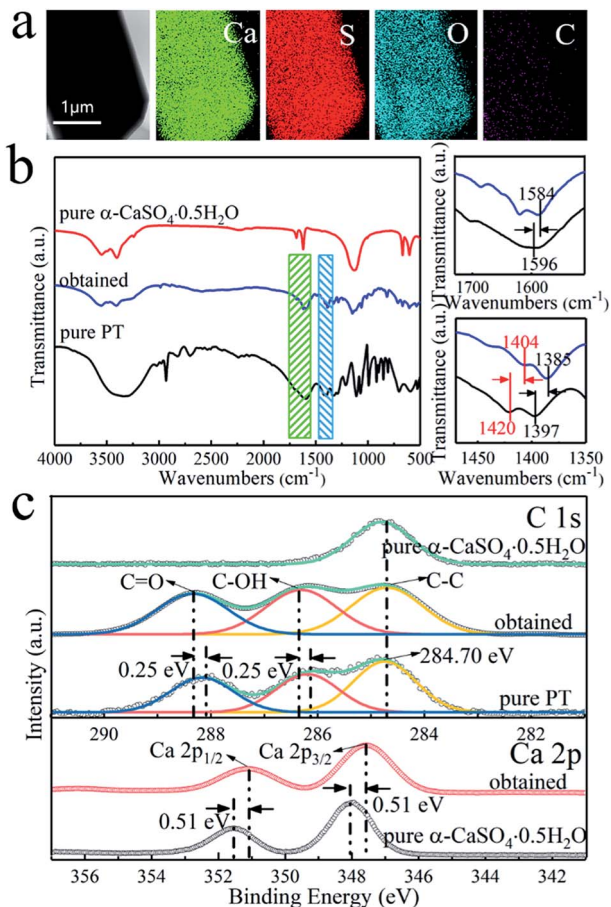 a
1μm
Ca
S
O
C
b
Transmittance (a.u.)
pure α-CaSO₄·0.5H₂O
obtained
pure PT
4000 3500 3000 2500 2000 1500 1000 500
Wavenumbers (cm⁻¹)
Transmittance (a.u.)
1584
1596
1700 1600
Wavenumbers (cm⁻¹)
Transmittance (a.u.)
1404
1385
1420
1397
1450 1400 1350
Wavenumbers (cm⁻¹)
c
Intensity (a.u.)
C 1s
pure α-CaSO₄·0.5H₂O
C=O
C-OH
C-C
obtained
0.25 eV
0.25 eV
284.70 eV
pure PT
290 288 286 284 282
Ca 2p
Ca 2p₁/₂
Ca 2p₃/₂
obtained
0.51 eV
0.51 eV
pure α-CaSO₄·0.5H₂O
356 354 352 350 348 346 344 342
Binding Energy (eV)